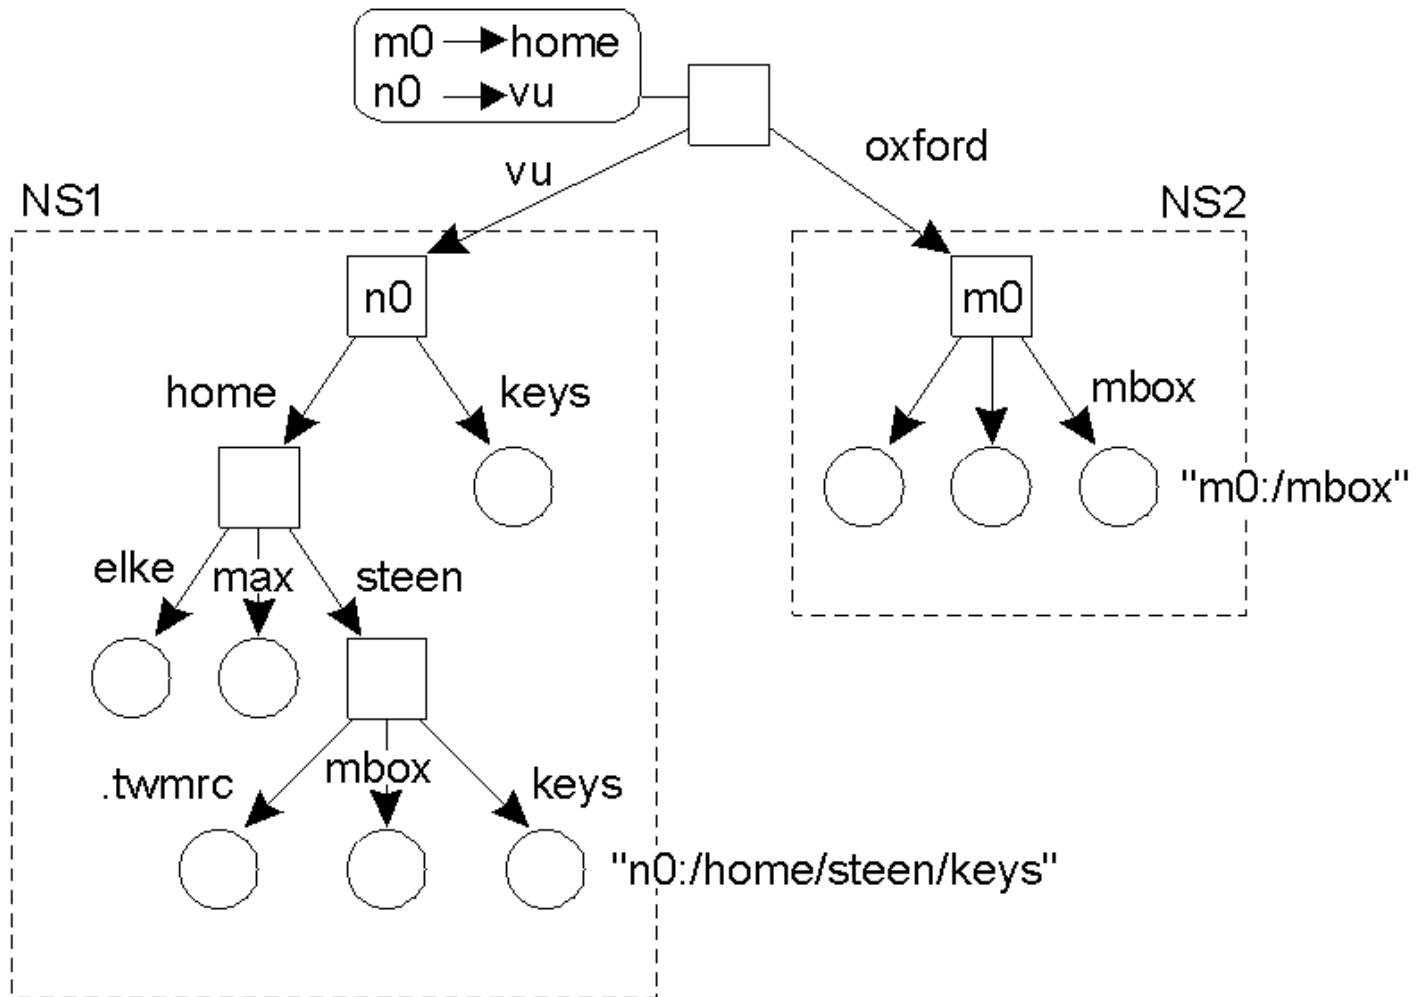 m0 → home
n0 → vu
oxford
vu
NS1
NS2
n0
m0
home
keys
mbox
"m0:/mbox"
elke
max
steen
.twmrc
mbox
keys
"n0:/home/steen/keys"